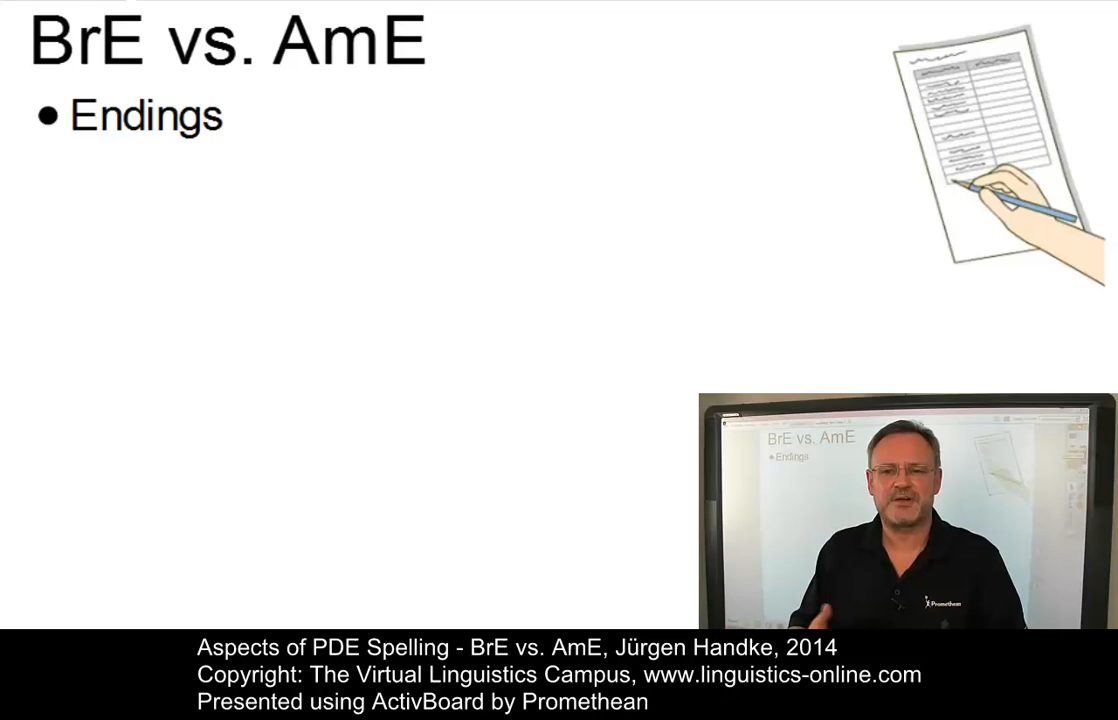 BrE vs. AmE
• Endings
BrE vs. AmE
• Endings
Promethean
Aspects of PDE Spelling - BrE vs. AmE, Jürgen Handke, 2014
Copyright: The Virtual Linguistics Campus, www.linguistics-online.com
Presented using ActivBoard by Promethean